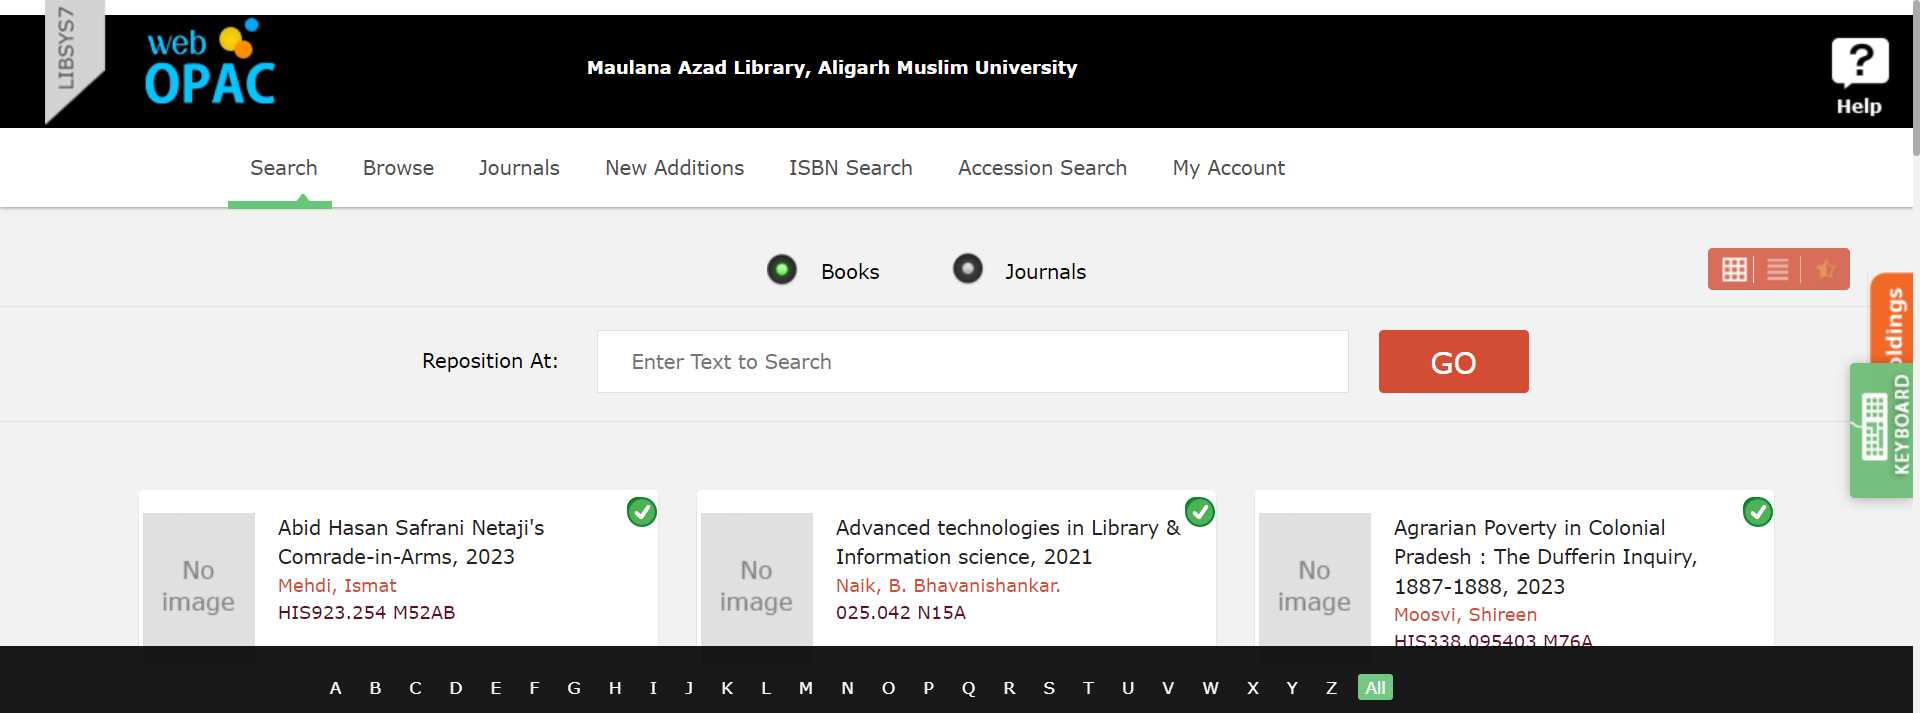 LIBSYS7
web
OPAC
Maulana Azad Library, Aligarh Muslim University
?
Help
Search
Browse
Journals
New Additions
ISBN Search
Accession Search
My Account
Books
Journals
Reposition At:
Enter Text to Search
GO
KEYBOARD
No image
Abid Hasan Safrani Netaji's
Comrade-in-Arms, 2023
Mehdi, Ismat
HIS923.254 M52AB
No image
Advanced technologies in Library &
Information science, 2021
Naik, B. Bhavanishankar.
025.042 N15A
No image
Agrarian Poverty in Colonial
Pradesh : The Dufferin Inquiry,
1887-1888, 2023
Moosvi, Shireen
HIS338.095403 M76A
A B C D E F G H I J K L M N O P Q R S T U V W X Y Z All